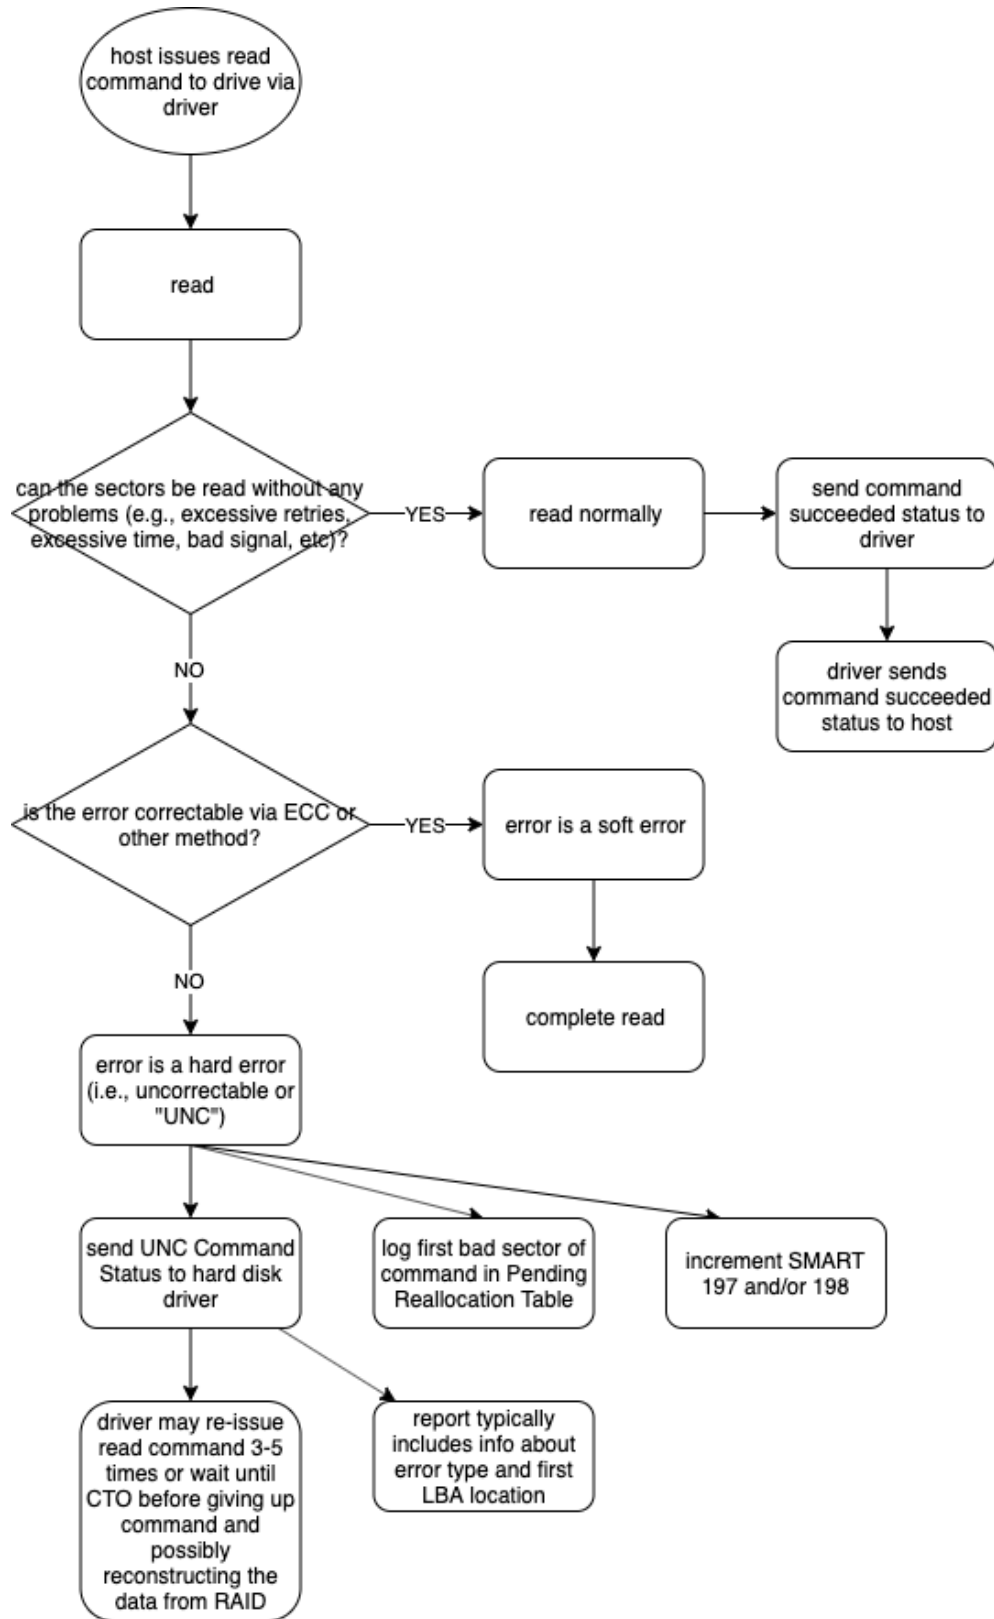 host issues read
command to drive via
driver
read
can the sectors be read without any
problems (e.g., excessive retries,
excessive time, bad signal, etc)?
YES
read normally
send command
succeeded status to
driver
driver sends
command succeeded
status to host
NO
is the error correctable via ECC or
other method?
YES
error is a soft error
complete read
NO
error is a hard error
(i.e., uncorrectable or
"UNC")
send UNC Command
Status to hard disk
driver
log first bad sector of
command in Pending
Reallocation Table
increment SMART
197 and/or 198
driver may re-issue
read command 3-5
times or wait until
CTO before giving up
command and
possibly
reconstructing the
data from RAID
report typically
includes info about
error type and first
LBA location